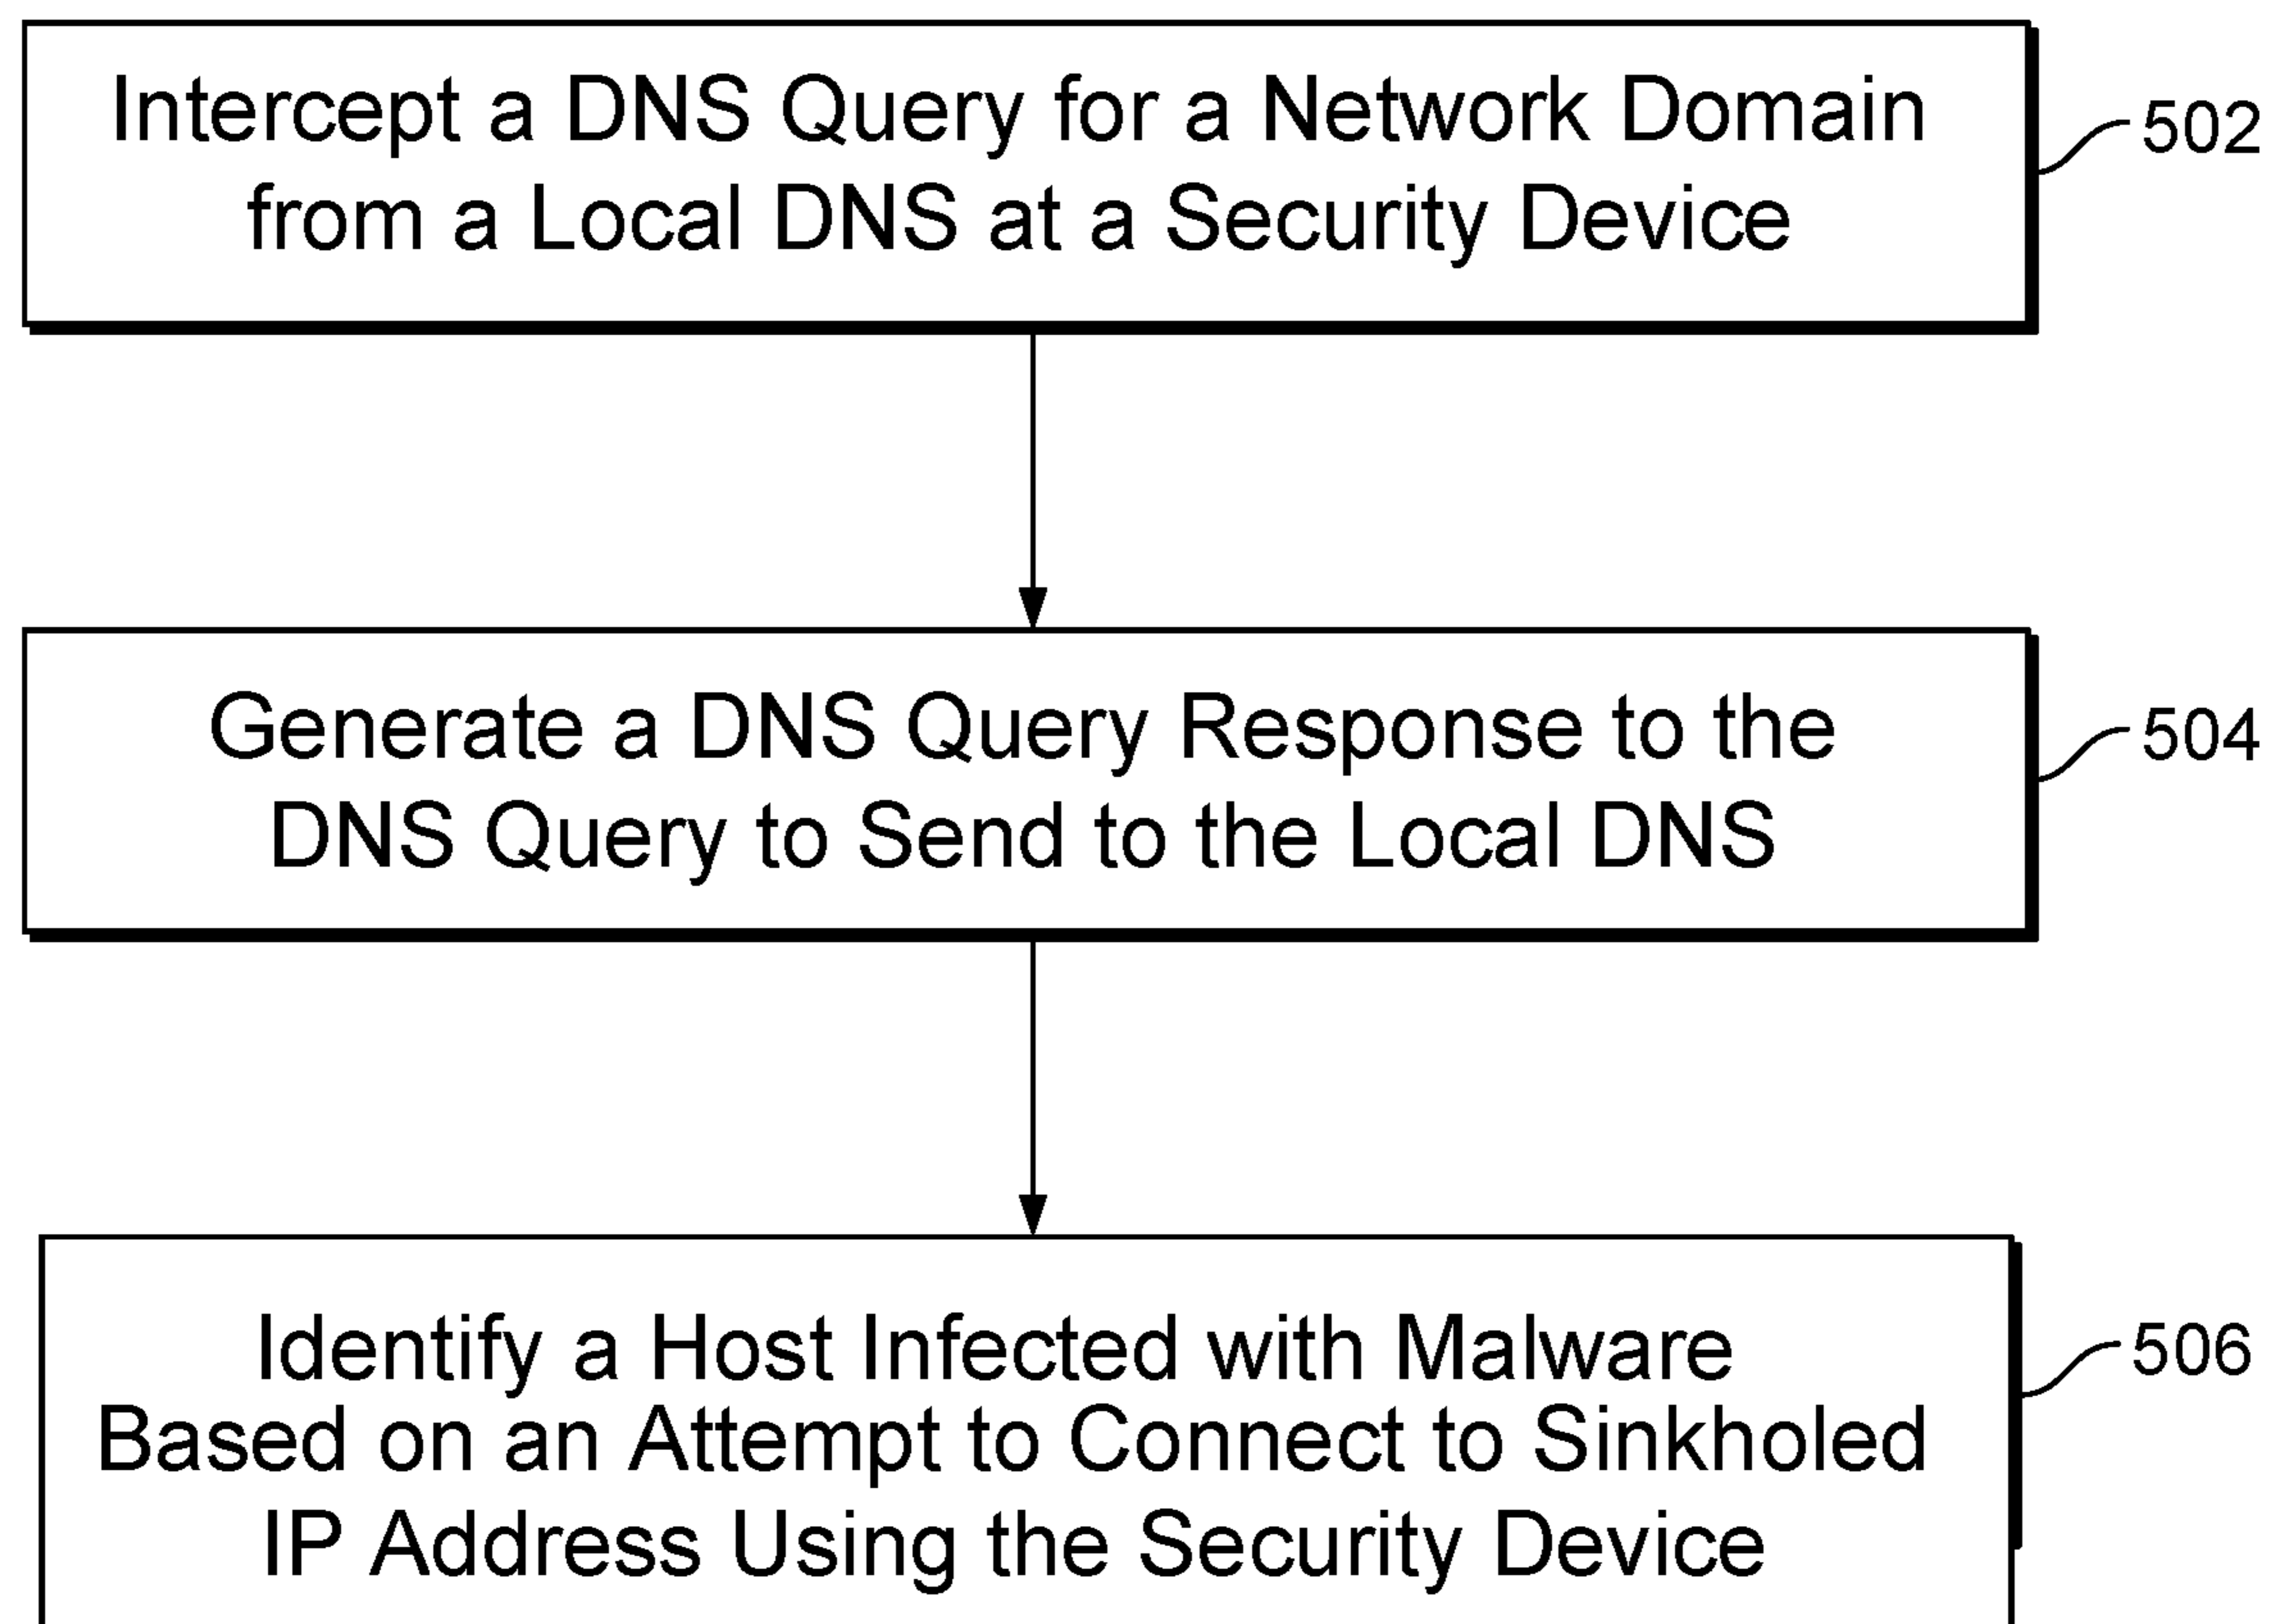 Intercept a DNS Query for a Network Domain
from a Local DNS at a Security Device
502
Generate a DNS Query Response to the
DNS Query to Send to the Local DNS
504
Identify a Host Infected with Malware
Based on an Attempt to Connect to Sinkholed
IP Address Using the Security Device
506